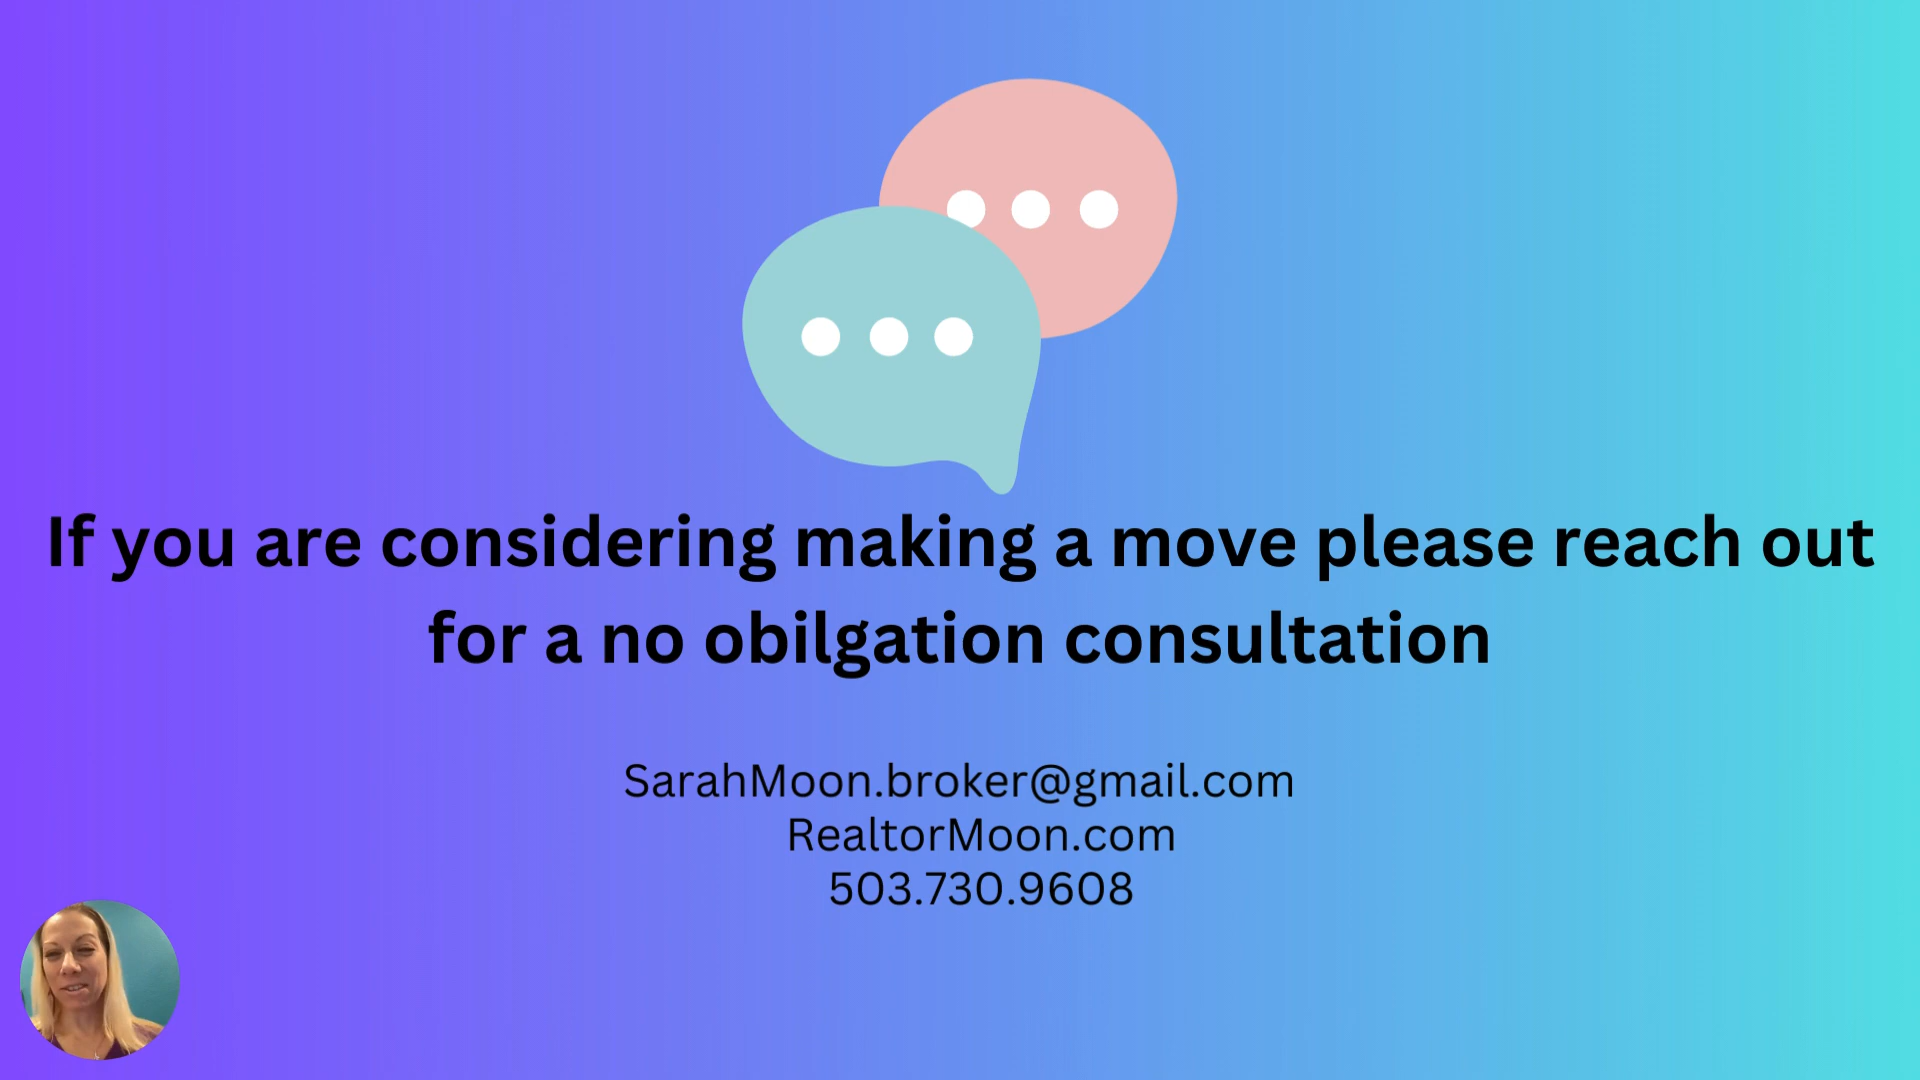 If you are considering making a move please reach out
for a no obilgation consultation
SarahMoon.broker@gmail.com
RealtorMoon.com
503.730.9608